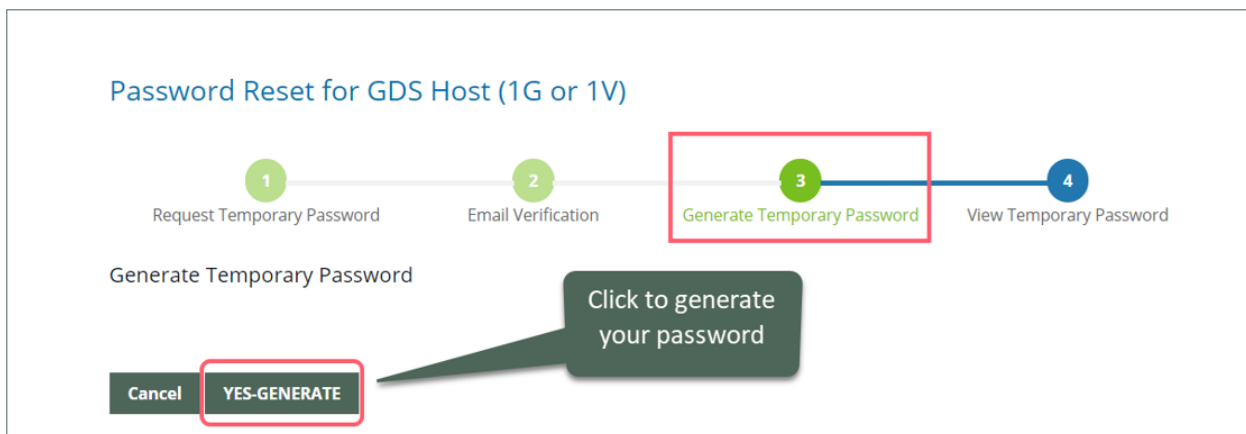 Password Reset for GDS Host (1G or 1V)
1
2
3
4
Request Temporary Password
Email Verification
Generate Temporary Password
View Temporary Password
Generate Temporary Password
Click to generate
your password
Cancel
YES-GENERATE